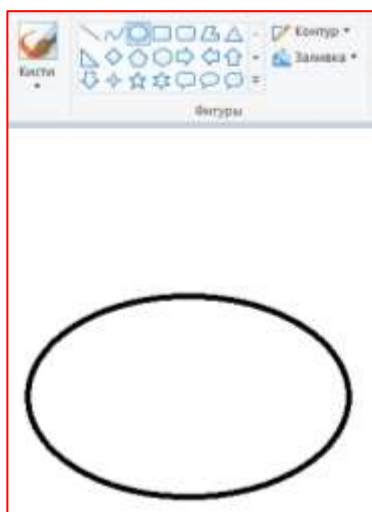 Контур
Заливка
Кисти
Фигуры